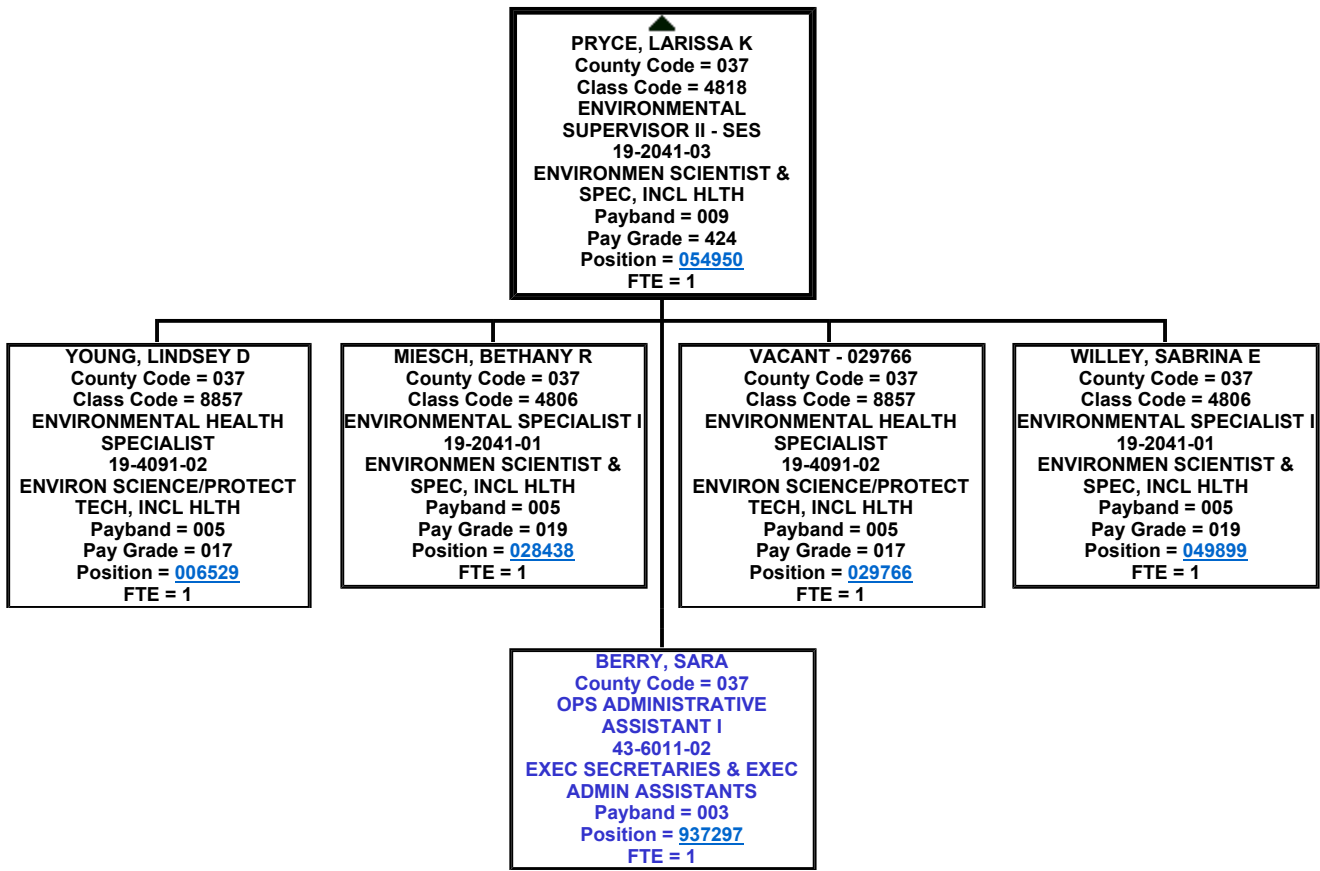 PRYCE, LARISSA K
County Code = 037
Class Code = 4818
ENVIRONMENTAL
SUPERVISOR II - SES
19-2041-03
ENVIRONMEN SCIENTIST &
SPEC, INCL HLTH
Payband = 009
Pay Grade = 424
Position = 054950
FTE = 1
YOUNG, LINDSEY D
County Code = 037
Class Code = 8857
ENVIRONMENTAL HEALTH
SPECIALIST
19-4091-02
ENVIRON SCIENCE/PROTECT
TECH, INCL HLTH
Payband = 005
Pay Grade = 017
Position = 006529
FTE = 1
MIESCH, BETHANY R
County Code = 037
Class Code = 4806
ENVIRONMENTAL SPECIALIST I
19-2041-01
ENVIRONMEN SCIENTIST &
SPEC, INCL HLTH
Payband = 005
Pay Grade = 019
Position = 028438
FTE = 1
VACANT - 029766
County Code = 037
Class Code = 8857
ENVIRONMENTAL HEALTH
SPECIALIST
19-4091-02
ENVIRON SCIENCE/PROTECT
TECH, INCL HLTH
Payband = 005
Pay Grade = 017
Position = 029766
FTE = 1
WILLEY, SABRINA E
County Code = 037
Class Code = 4806
ENVIRONMENTAL SPECIALIST I
19-2041-01
ENVIRONMEN SCIENTIST &
SPEC, INCL HLTH
Payband = 005
Pay Grade = 019
Position = 049899
FTE = 1
BERRY, SARA
County Code = 037
OPS ADMINISTRATIVE
ASSISTANT I
43-6011-02
EXEC SECRETARIES & EXEC
ADMIN ASSISTANTS
Payband = 003
Position = 937297
FTE = 1